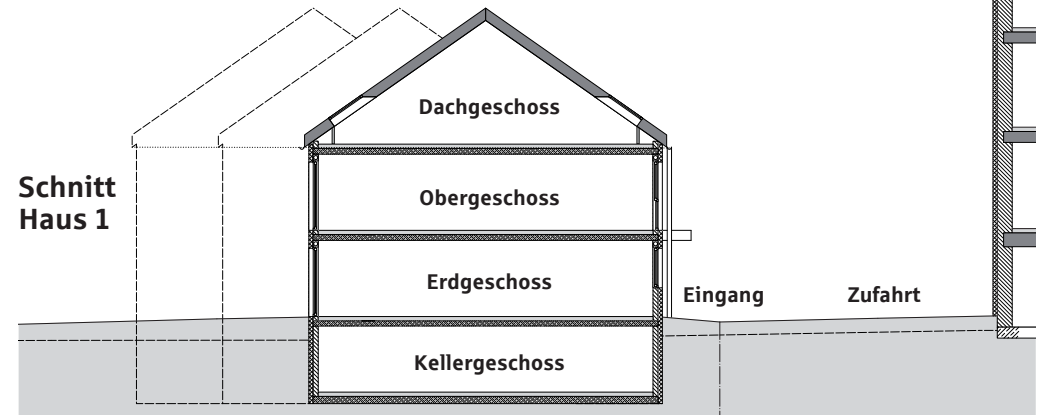 Dachgeschoss
Schnitt
Haus 1
Obergeschoss
Erdgeschoss
Eingang
Zufahrt
Kellergeschoss